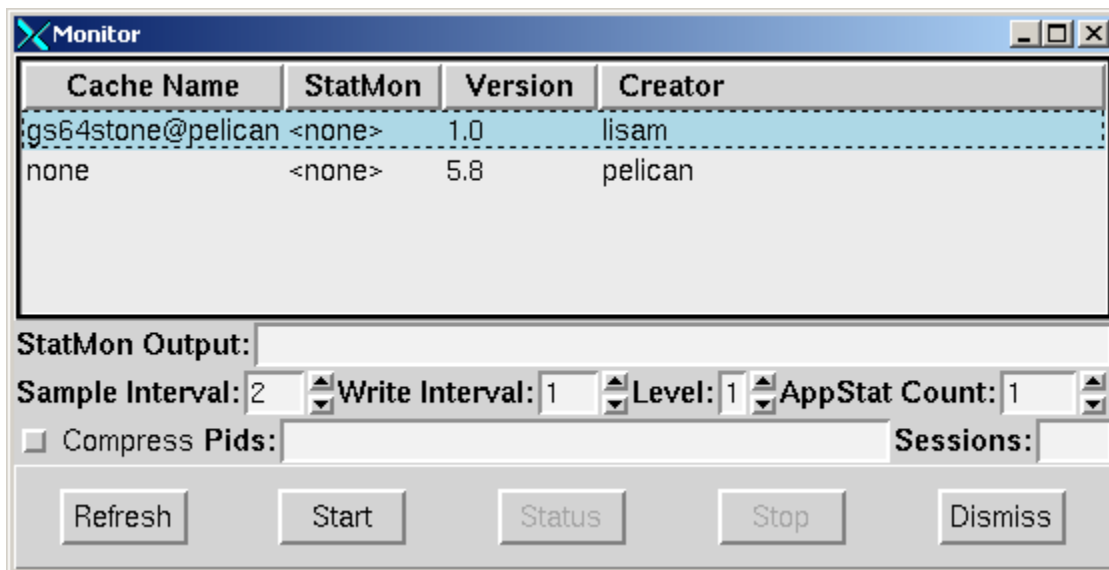 Monitor
Cache Name StatMon Version Creator
gs64stone@pelican <none> 1.0 lisam
none <none> 5.8 pelican
StatMon Output:
Sample Interval: 2 Write Interval: 1 Level: 1 AppStat Count: 1
Compress Pids: Sessions:
Refresh Start Status Stop Dismiss